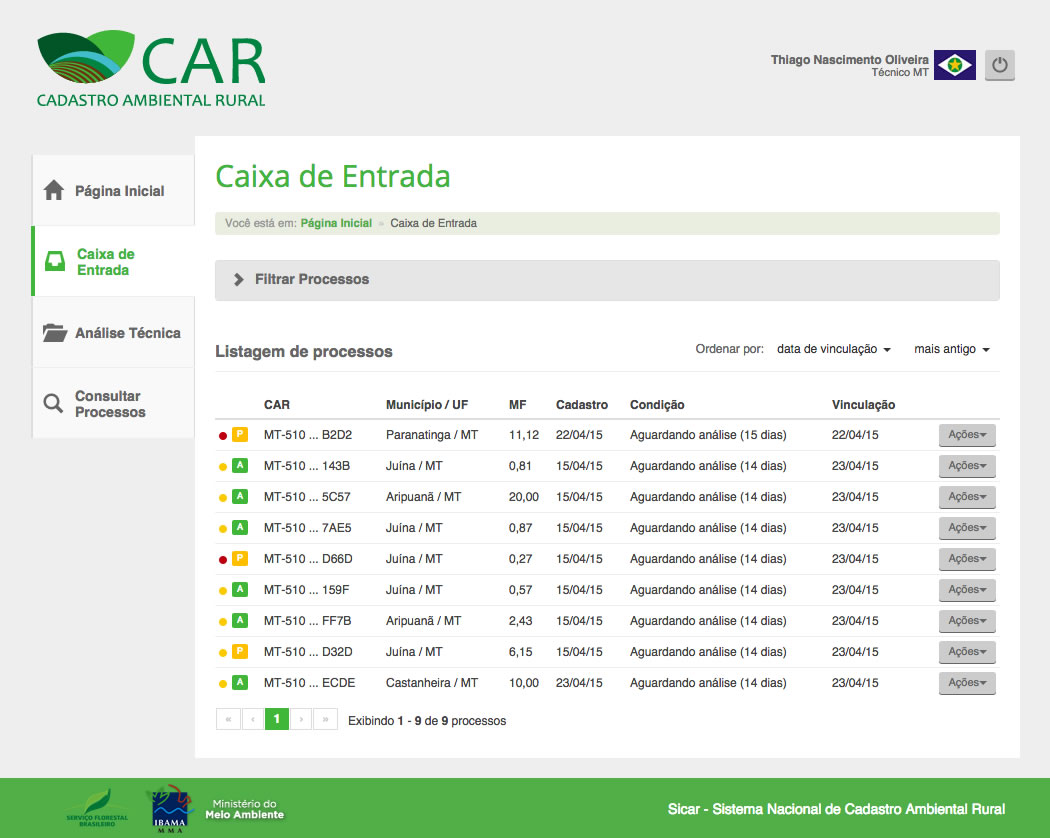 CAR
CADASTRO AMBIENTAL RURAL
Thiago Nascimento Oliveira
Técnico MT
Página Inicial
Caixa de
Entrada
Análise Técnica
Consultar
Processos
Caixa de Entrada
Você está em: Página Inicial » Caixa de Entrada
Filtrar Processos
Listagem de processos
Ordenar por: data de vinculação mais antigo
CAR Município / UF MF Cadastro Condição Vinculação
P MT-510 ... B2D2 Paranatinga / MT 11,12 22/04/15 Aguardando análise (15 dias) 22/04/15 Ações
A MT-510 ... 143B Juína / MT 0,81 15/04/15 Aguardando análise (14 dias) 23/04/15 Ações
A MT-510 ... 5C57 Aripuanã / MT 20,00 15/04/15 Aguardando análise (14 dias) 23/04/15 Ações
A MT-510 ... 7AE5 Juína / MT 0,87 15/04/15 Aguardando análise (14 dias) 23/04/15 Ações
P MT-510 ... D66D Juína / MT 0,27 15/04/15 Aguardando análise (14 dias) 23/04/15 Ações
A MT-510 ... 159F Juína / MT 0,57 15/04/15 Aguardando análise (14 dias) 23/04/15 Ações
A MT-510 ... FF7B Aripuanã / MT 2,43 15/04/15 Aguardando análise (14 dias) 23/04/15 Ações
P MT-510 ... D32D Juína / MT 6,15 15/04/15 Aguardando análise (14 dias) 23/04/15 Ações
A MT-510 ... ECDE Castanheira / MT 10,00 23/04/15 Aguardando análise (14 dias) 23/04/15 Ações
« ‹ 1 › » Exibindo 1 - 9 de 9 processos
SERVIÇO FLORESTAL
BRASILEIRO
IBAMA
M M A
Ministério do
Meio Ambiente
Sicar - Sistema Nacional de Cadastro Ambiental Rural